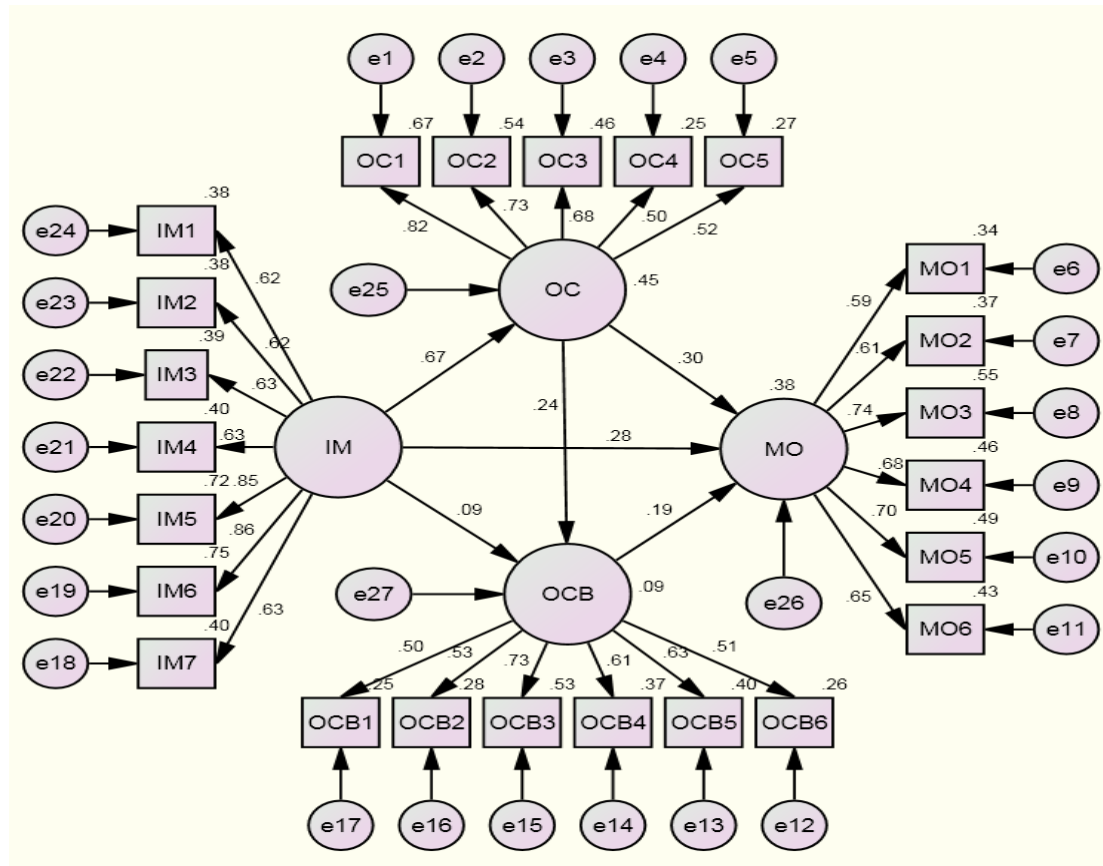 e1 e2 e3 e4 e5
.67 .54 .46 .25 .27
OC1 OC2 OC3 OC4 OC5
.82 .73 .68 .50 .52
e25 OC .45
.38
e24 IM1
.38 .62
e23 IM2
.39 .62
e22 IM3
.40 .63
e21 IM4 .63
.72 .85
e20 IM5
.75 .86
e19 IM6
.40 .63
e18 IM7
IM
.67 .24 .30
.28
.09 .19
.38
MO
e26
.34
.59 MO1 e6
.37
.61 MO2 e7
.55
.74 MO3 e8
.46
.68 MO4 e9
.49
.70 MO5 e10
.43
.65 MO6 e11
e27 OCB .09
.50 .53 .73 .61 .63 .51
.25 .28 .53 .37 .40 .26
OCB1 OCB2 OCB3 OCB4 OCB5 OCB6
e17 e16 e15 e14 e13 e12